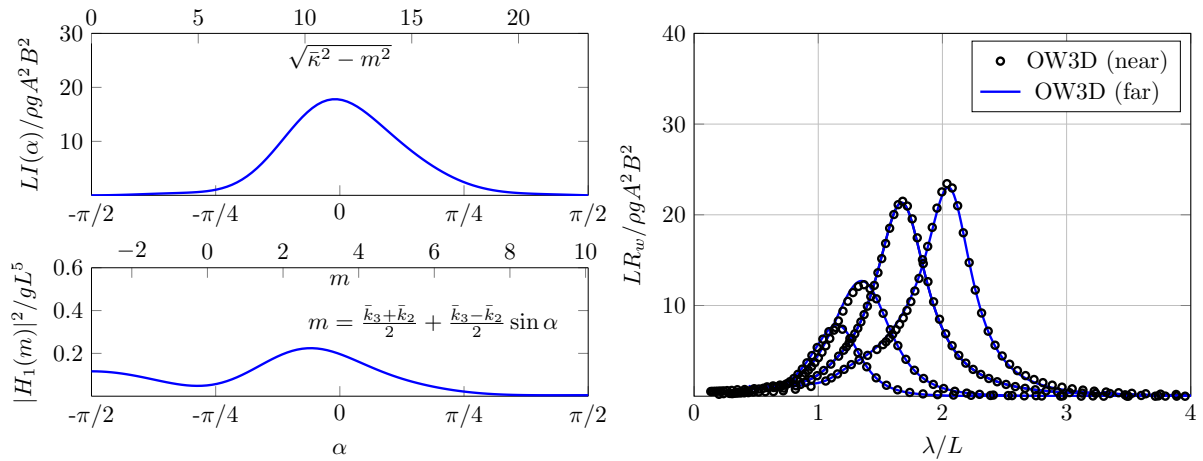 0 5 10 15 20
30
20
10
LI(α)/ρgA²B²
√(κ̄² − m²)
-π/2 -π/4 0 π/4 π/2
−2 0 2 4 6 8 10
m
0.6
0.4
0.2
|H₁(m)|²/gL⁵
m = (k̄₃+k̄₂)/2 + (k̄₃−k̄₂)/2 sin α
-π/2 -π/4 0 π/4 π/2
α
40
30
20
10
LR_w/ρgA²B²
OW3D (near)
OW3D (far)
1 2 3 4
λ/L